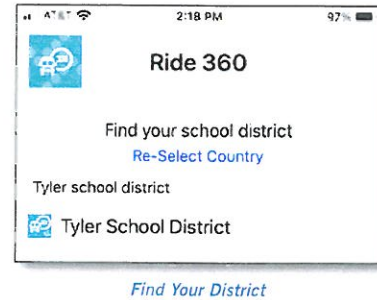 AT&T 2:18 PM 97%
Ride 360
Find your school district
Re-Select Country
Tyler school district
Tyler School District
Find Your District